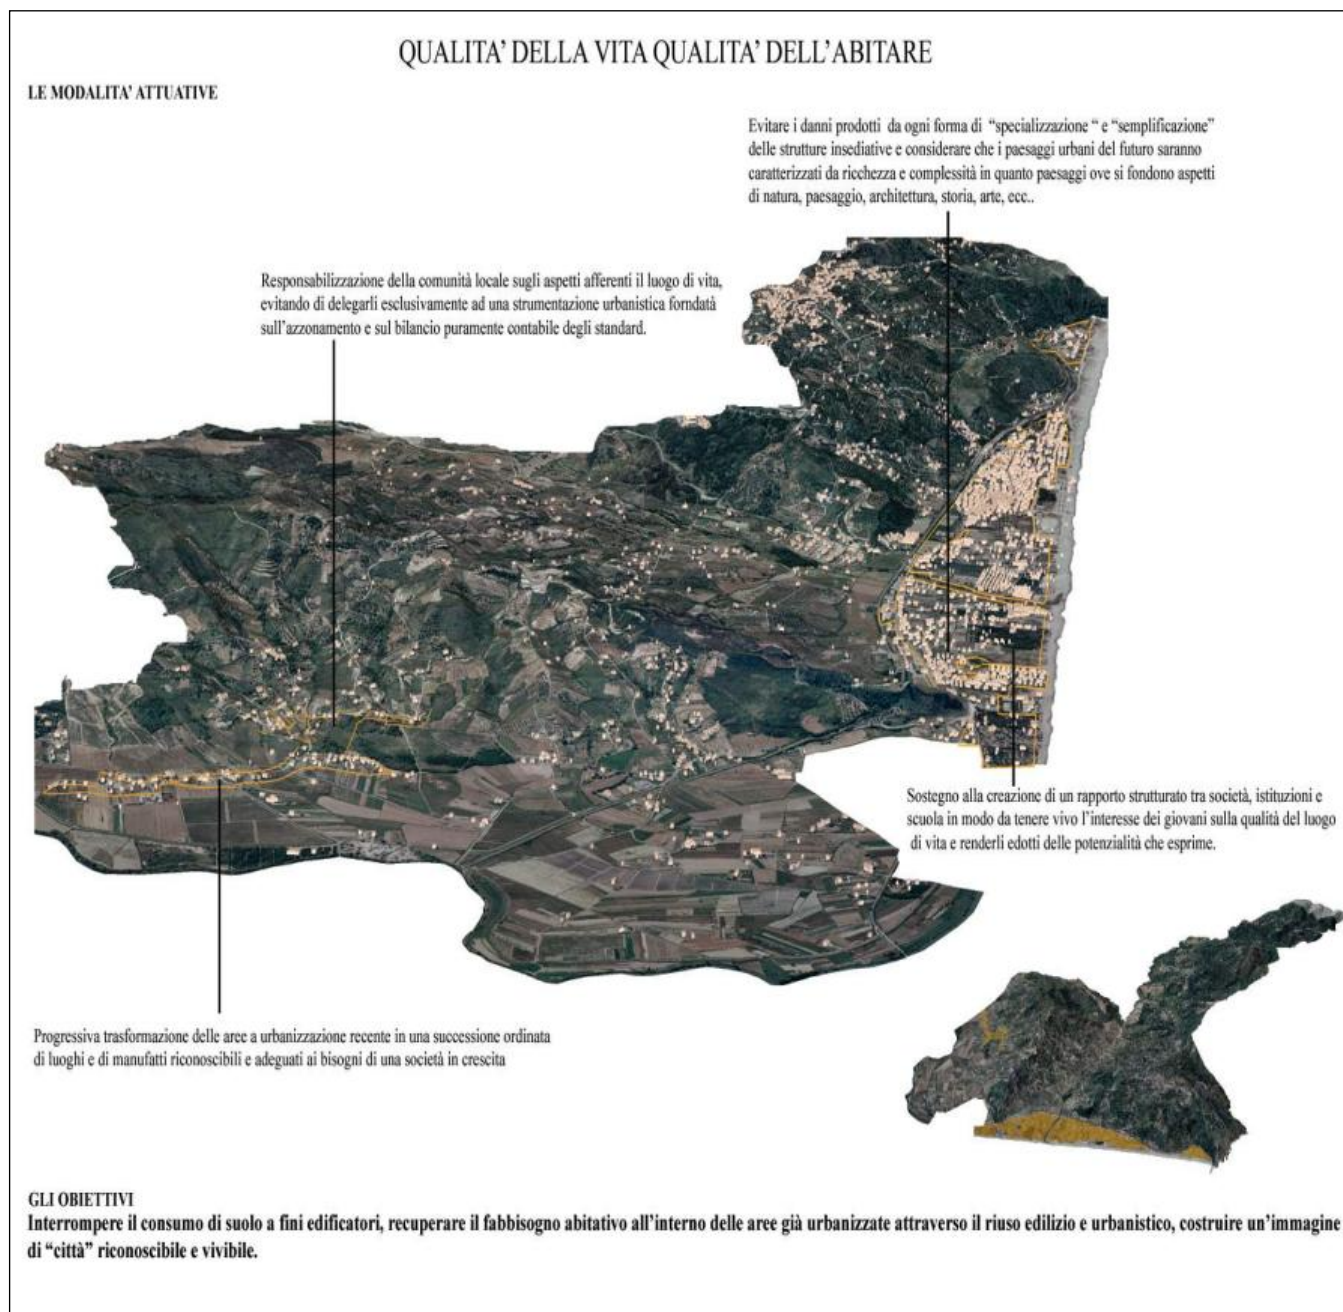 QUALITA' DELLA VITA QUALITA' DELL'ABITARE
LE MODALITA' ATTUATIVE
Evitare i danni prodotti da ogni forma di “specializzazione “ e “semplificazione”
delle strutture insediative e considerare che i paesaggi urbani del futuro saranno
caratterizzati da ricchezza e complessità in quanto paesaggi ove si fondono aspetti
di natura, paesaggio, architettura, storia, arte, ecc..
Responsabilizzazione della comunità locale sugli aspetti afferenti il luogo di vita,
evitando di delegarli esclusivamente ad una strumentazione urbanistica forndatà
sull'azzonamento e sul bilancio puramente contabile degli standard.
Sostegno alla creazione di un rapporto strutturato tra società, istituzioni e
scuola in modo da tenere vivo l'interesse dei giovani sulla qualità del luogo
di vita e renderli edotti delle potenzialità che esprime.
Progressiva trasformazione delle aree a urbanizzazione recente in una successione ordinata
di luoghi e di manufatti riconoscibili e adeguati ai bisogni di una società in crescita
GLI OBIETTIVI
Interrompere il consumo di suolo a fini edificatori, recuperare il fabbisogno abitativo all'interno delle aree già urbanizzate attraverso il riuso edilizio e urbanistico, costruire un'immagine
di “città” riconoscibile e vivibile.